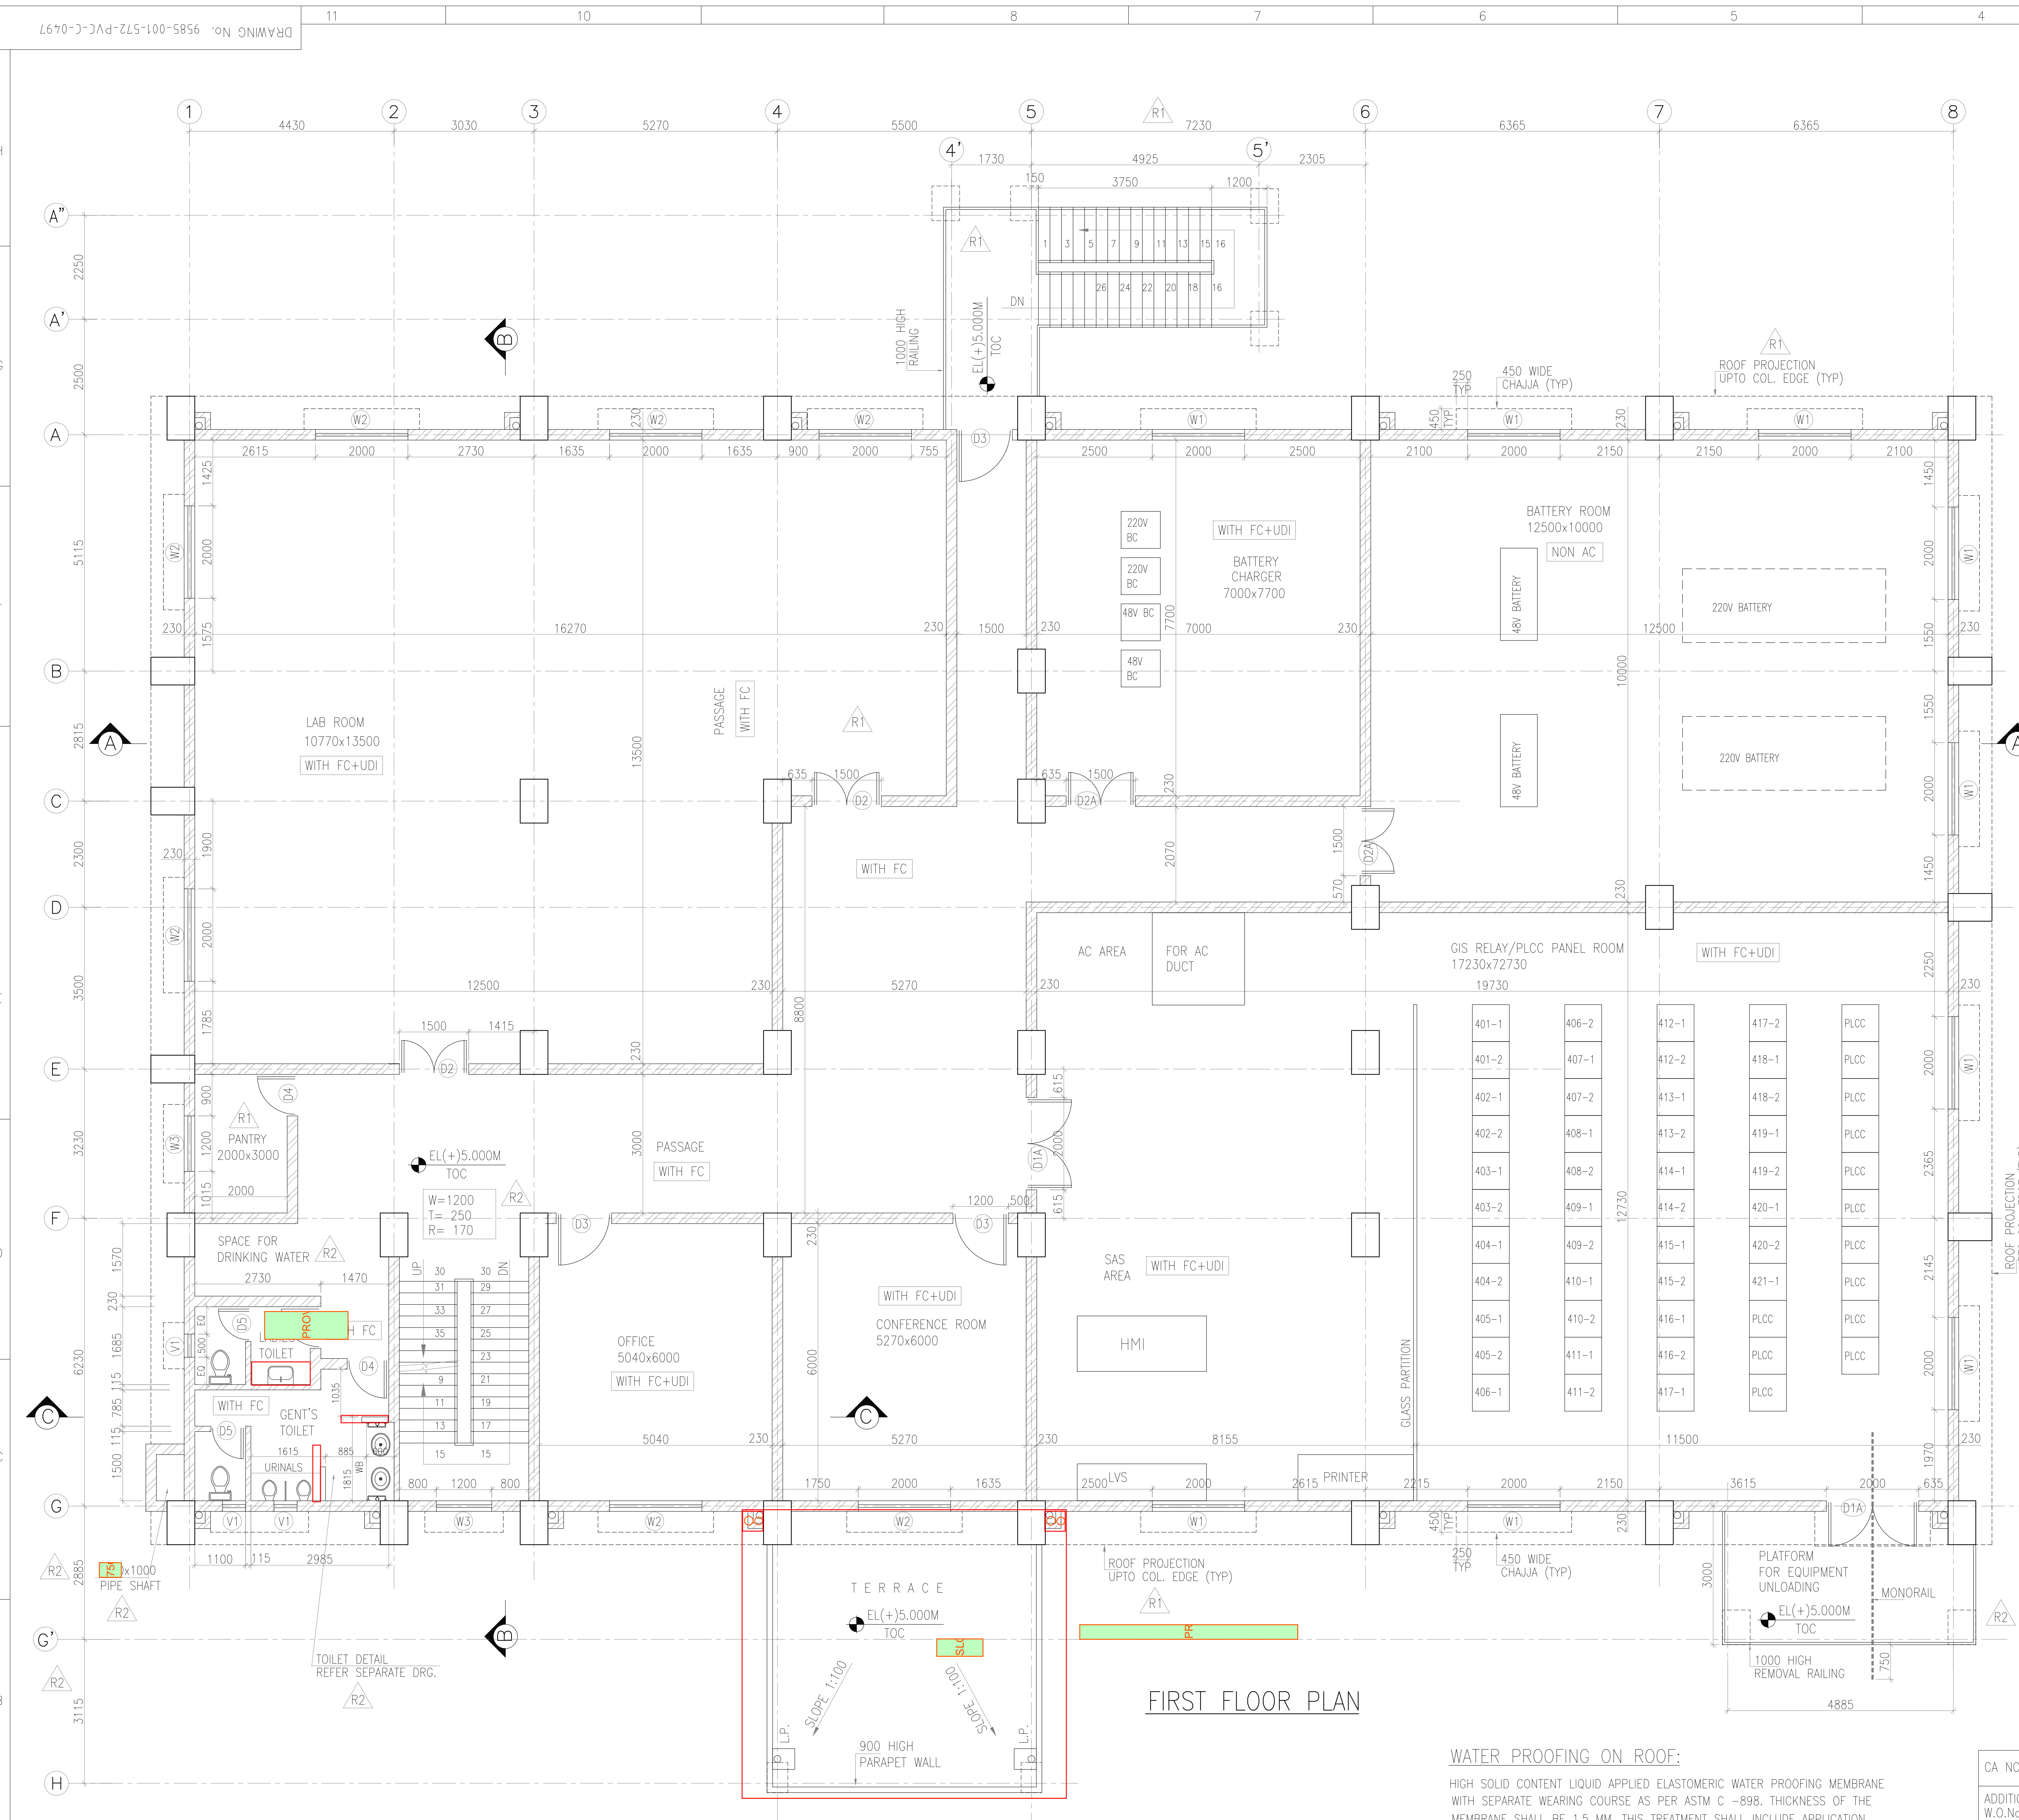 11
10
8
7
6
5
4
DRAWING No. 9585-001-572-PVC-C-0497
1
2
3
4
5
6
7
8
4430
3030
5270
5500
7230
6365
6365
R1
4'
5'
1730
4925
2305
150
3750
1200
A"
A'
A
B
C
D
E
F
G
G'
H
2250
2500
5115
2815
2300
3500
3230
6230
2885
3115
R1
1 3 5 7 9 11 13 15 16
26 24 22 20 18 16
DN
1000 HIGH
RAILING
EL(+)5.000M
TOC
B
R1
ROOF PROJECTION
UPTO COL. EDGE (TYP)
250
TYP
450 WIDE
CHAJJA (TYP)
450
TYP
230
230
W2
W2
W2
D3
W1
W1
W1
2615
2000
2730
1635
2000
1635
900
2000
755
2500
2000
2500
2100
2000
2150
2150
2000
2100
1425
2000
1575
W2
230
16270
230
1500
230
7000
230
12500
230
LAB ROOM
10770x13500
WITH FC+UDI
PASSAGE
WITH FC
R1
13500
220V
BC
220V
BC
48V BC
48V
BC
WITH FC+UDI
BATTERY
CHARGER
7000x7700
7700
BATTERY ROOM
12500x10000
NON AC
48V BATTERY
220V BATTERY
48V BATTERY
220V BATTERY
10000
1450
2000
W1
1550
1550
2000
W1
1450
A
635
1500
D2
635
1500
D2A
230
2070
1500
D2A
570
230
WITH FC
230
1900
W2
2000
1785
12500
230
5270
230
19730
230
8800
AC AREA
FOR AC
DUCT
GIS RELAY/PLCC PANEL ROOM
17230x72730
WITH FC+UDI
401-1
401-2
402-1
402-2
403-1
403-2
404-1
404-2
405-1
405-2
406-1
406-2
407-1
407-2
408-1
408-2
409-1
409-2
410-1
410-2
411-1
411-2
412-1
412-2
413-1
413-2
414-1
414-2
415-1
415-2
416-1
416-2
417-1
417-2
418-1
418-2
419-1
419-2
420-1
420-2
421-1
PLCC
PLCC
PLCC
PLCC
PLCC
PLCC
PLCC
PLCC
PLCC
PLCC
PLCC
PLCC
PLCC
12730
2250
2000
W1
2365
2145
2000
W1
1970
ROOF PROJECTION
1500
1415
D2
230
900
D4
R1
PANTRY
2000x3000
W3
1200
2000
1015
EL(+)5.000M
TOC
W=1200
T= 250
R= 170
R2
3000
PASSAGE
WITH FC
615
2000
D1A
615
1200
500
D3
D3
230
SPACE FOR
DRINKING WATER
R2
2730
1470
1570
230
1685
115
785
115
1500
UP
DN
30 30
31 29
33 27
35 25
23
9 21
11 19
13 17
15 15
EQ
500
EQ
V1
D5
PROV
H FC
TOILET
D4
1035
WITH FC
GENT'S
TOILET
D5
1615
885
URINALS
WB
1815
OFFICE
5040x6000
WITH FC+UDI
WITH FC+UDI
CONFERENCE ROOM
5270x6000
6000
SAS
AREA
WITH FC+UDI
HMI
GLASS PARTITION
C
C
5040
230
5270
230
8155
11500
230
800
1200
800
1750
2000
1635
2500
2000
2615
2215
2000
2150
3615
2000
635
LVS
PRINTER
V1
V1
W3
W2
W2
W1
W1
D1A
1100
115
2985
R2
75
0x1000
PIPE SHAFT
R2
R2
B
TOILET DETAIL
REFER SEPARATE DRG.
R2
TERRACE
EL(+)5.000M
TOC
SLO
SLOPE 1:100
SLOPE 1:100
L.P.
L.P.
900 HIGH
PARAPET WALL
ROOF PROJECTION
UPTO COL. EDGE (TYP)
R1
PR
450
TYP
250
TYP
450 WIDE
CHAJJA (TYP)
230
3000
PLATFORM
FOR EQUIPMENT
UNLOADING
EL(+)5.000M
TOC
MONORAIL
R2
1000 HIGH
REMOVAL RAILING
750
4885
FIRST FLOOR PLAN
WATER PROOFING ON ROOF:
HIGH SOLID CONTENT LIQUID APPLIED ELASTOMERIC WATER PROOFING MEMBRANE
WITH SEPARATE WEARING COURSE AS PER ASTM C -898. THICKNESS OF THE
MEMBRANE SHALL BE 1.5 MM. THIS TREATMENT SHALL INCLUDE APPLICATION
CA NO
ADDITIO
W.O.No